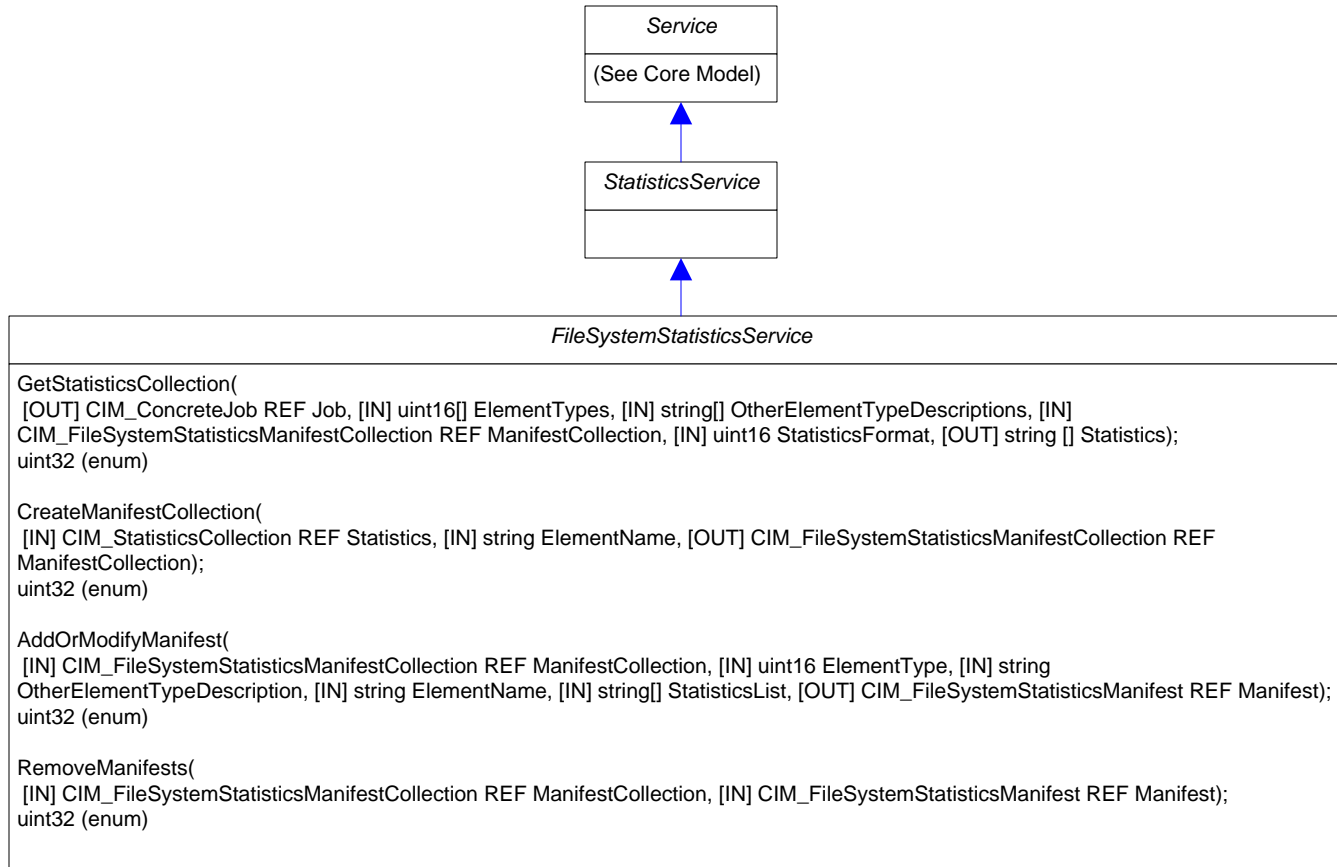 Service
(See Core Model)
StatisticsService
FileSystemStatisticsService
GetStatisticsCollection(
[OUT] CIM_ConcreteJob REF Job, [IN] uint16[] ElementTypes, [IN] string[] OtherElementTypeDescriptions, [IN]
CIM_FileSystemStatisticsManifestCollection REF ManifestCollection, [IN] uint16 StatisticsFormat, [OUT] string [] Statistics);
uint32 (enum)
CreateManifestCollection(
[IN] CIM_StatisticsCollection REF Statistics, [IN] string ElementName, [OUT] CIM_FileSystemStatisticsManifestCollection REF
ManifestCollection);
uint32 (enum)
AddOrModifyManifest(
[IN] CIM_FileSystemStatisticsManifestCollection REF ManifestCollection, [IN] uint16 ElementType, [IN] string
OtherElementTypeDescription, [IN] string ElementName, [IN] string[] StatisticsList, [OUT] CIM_FileSystemStatisticsManifest REF Manifest);
uint32 (enum)
RemoveManifests(
[IN] CIM_FileSystemStatisticsManifestCollection REF ManifestCollection, [IN] CIM_FileSystemStatisticsManifest REF Manifest);
uint32 (enum)